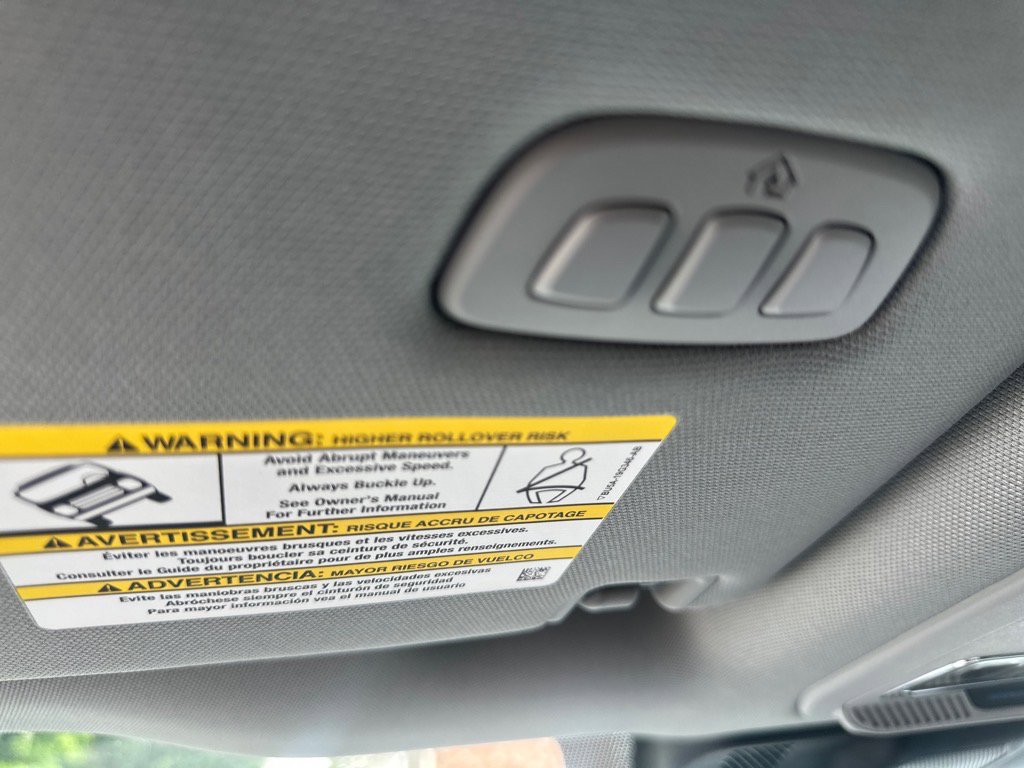 WARNING: HIGHER ROLLOVER RISK
Avoid Abrupt Maneuvers
and Excessive Speed.
Always Buckle Up.
See Owner's Manual
For Further Information
AVERTISSEMENT: RISQUE ACCRU DE CAPOTAGE
Éviter les manoeuvres brusques et les vitesses excessives.
Toujours boucler sa ceinture de sécurité.
Consulter le Guide du propriétaire pour de plus amples renseignements.
ADVERTENCIA: MAYOR RIESGO DE VUELCO
Evite las maniobras bruscas y las velocidades excesivas
Abróchese siempre el cinturón de seguridad
Para mayor información vea el manual de usuario